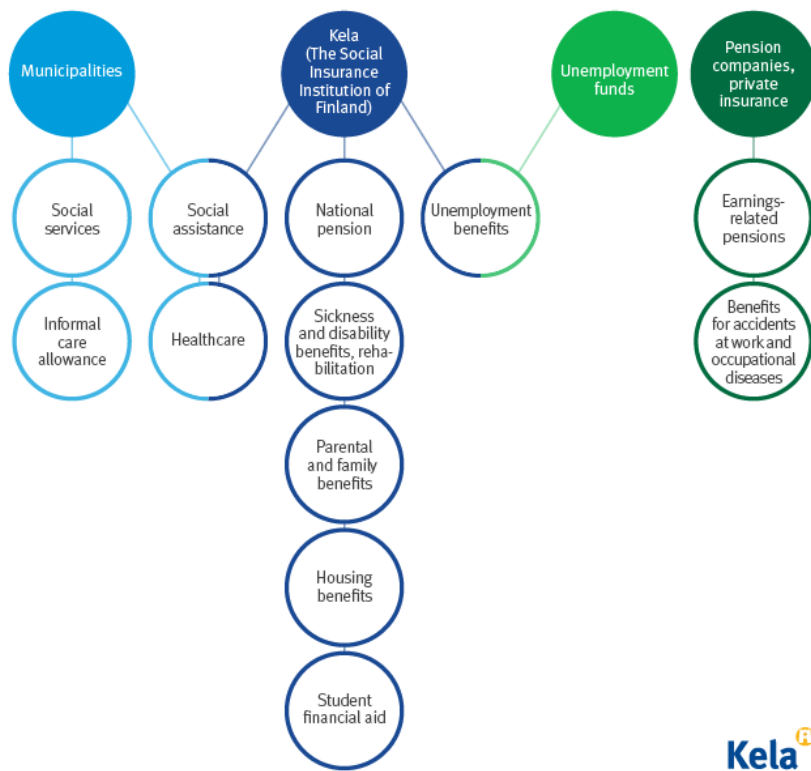 Municipalities
Kela
(The Social
Insurance
Institution of
Finland)
Unemployment
funds
Pension
companies,
private
insurance
Social
services
Social
assistance
National
pension
Unemployment
benefits
Earnings-
related
pensions
Informal
care
allowance
Healthcare
Sickness
and disability
benefits, reha-
bilitation
Benefits
for accidents
at work and
occupational
diseases
Parental
and family
benefits
Housing
benefits
Student
financial aid
Kela